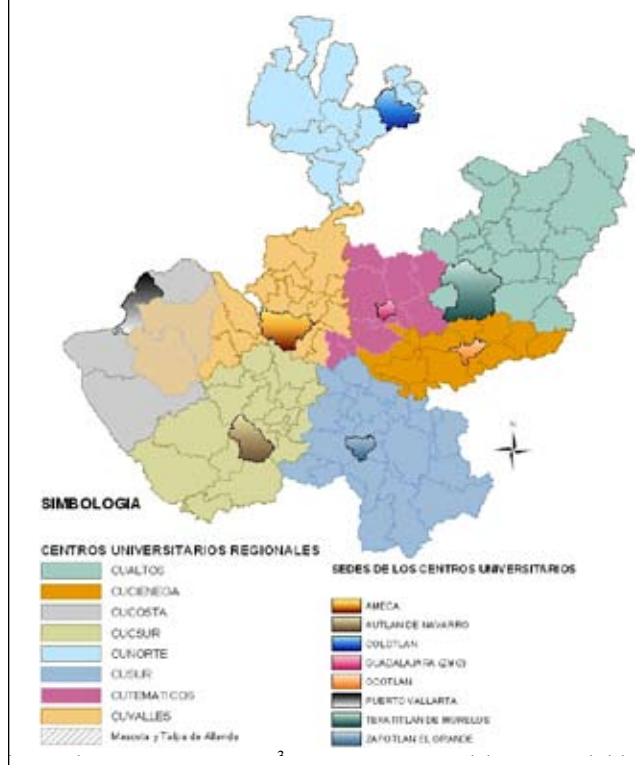 N
SIMBOLOGIA
CENTROS UNIVERSITARIOS REGIONALES
CUALTOS
CUCIENEGA
CUCOSTA
CUCSUR
CUNORTE
CUSUR
CUTEMATICOS
CUVALLES
Mascota y Talpa de Allende
SEDES DE LOS CENTROS UNIVERSITARIOS
AMECA
AUTLAN DE NAVARRO
COLOTLAN
GUADALAJARA (ZMG)
OCOTLAN
PUERTO VALLARTA
TEPATITLAN DE MORELOS
ZAPOTLAN EL GRANDE
3